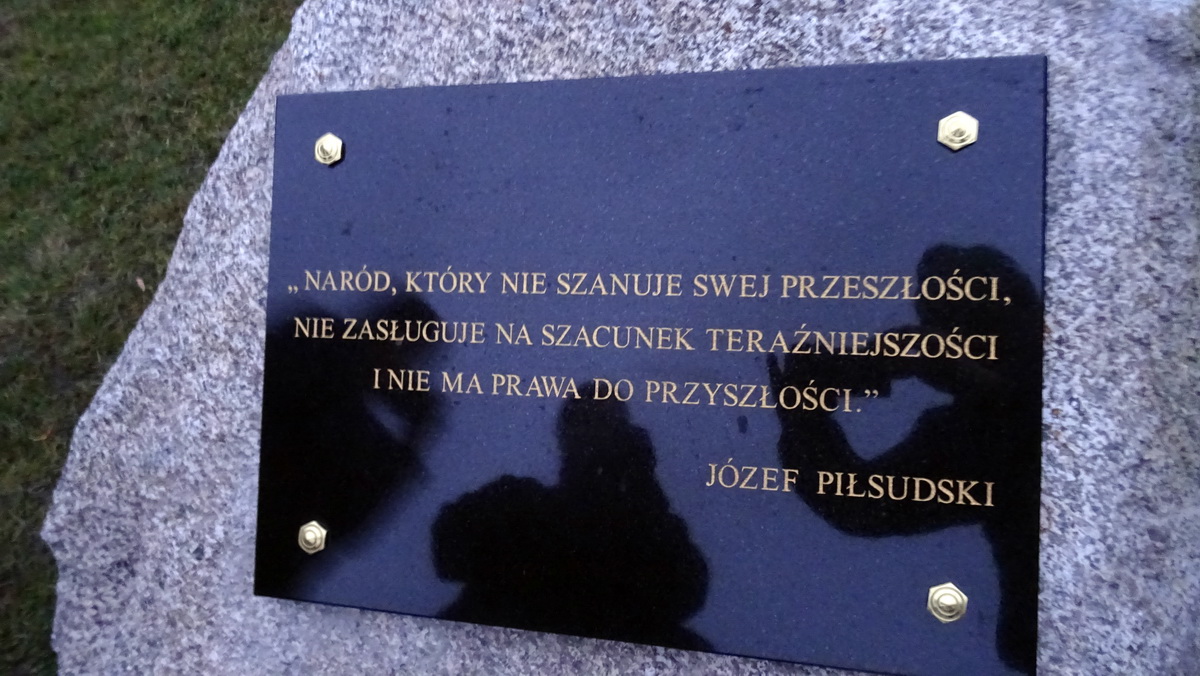 „NARÓD, KTÓRY NIE SZANUJE SWEJ PRZESZŁOŚCI,
NIE ZASŁUGUJE NA SZACUNEK TERAŹNIEJSZOŚCI
I NIE MA PRAWA DO PRZYSZŁOŚCI.”
JÓZEF PIŁSUDSKI